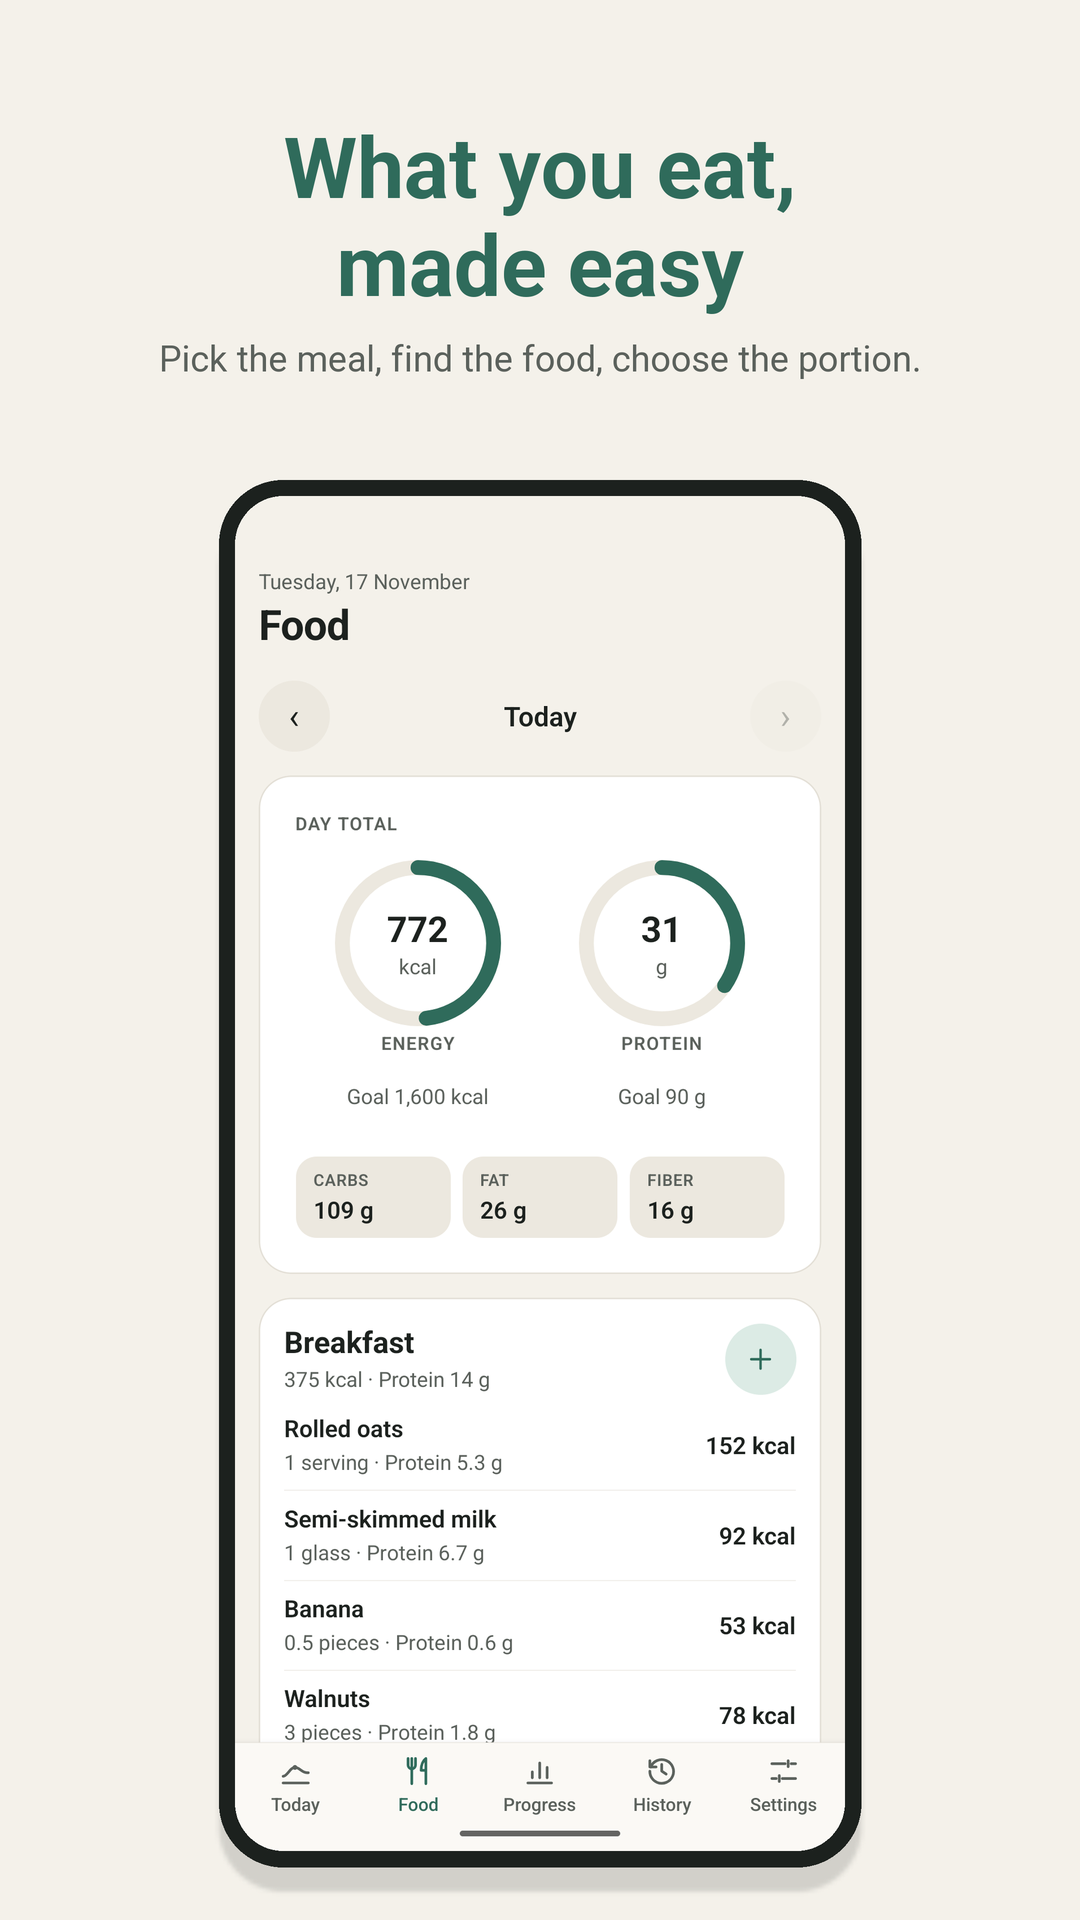 What you eat,
made easy
Pick the meal, find the food, choose the portion.
Tuesday, 17 November
Food
‹ Today ›
DAY TOTAL
772 31
kcal g
ENERGY PROTEIN
Goal 1,600 kcal Goal 90 g
CARBS FAT FIBER
109 g 26 g 16 g
Breakfast
375 kcal · Protein 14 g
+
Rolled oats
152 kcal
1 serving · Protein 5.3 g
Semi-skimmed milk
92 kcal
1 glass · Protein 6.7 g
Banana
53 kcal
0.5 pieces · Protein 0.6 g
Walnuts
78 kcal
3 pieces · Protein 1.8 g
Today Food Progress History Settings